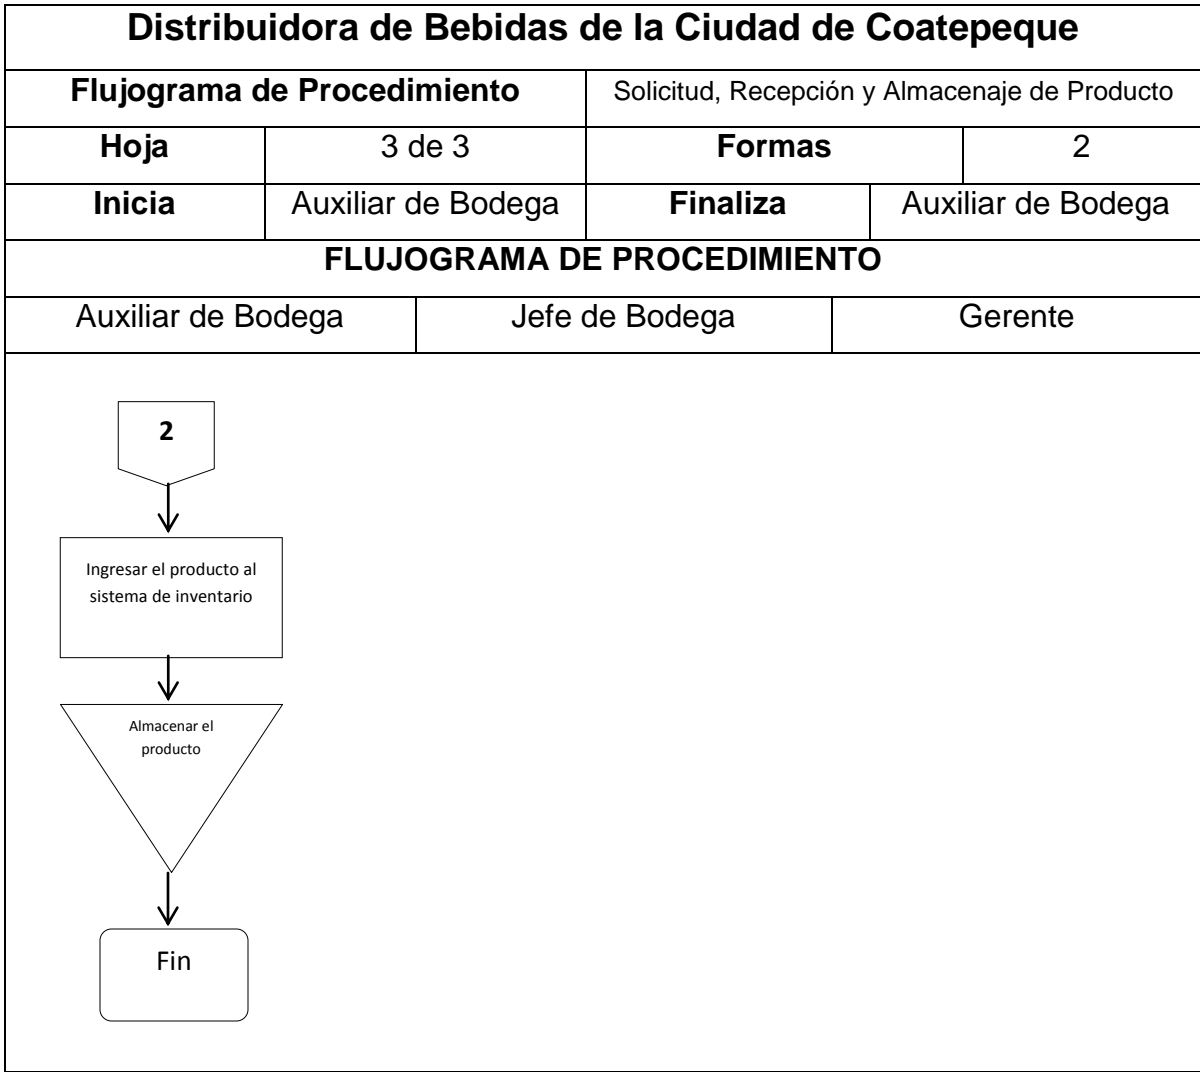 Distribuidora de Bebidas de la Ciudad de Coatepeque
Flujograma de Procedimiento
Solicitud, Recepción y Almacenaje de Producto
Hoja
3 de 3
Formas
2
Inicia
Auxiliar de Bodega
Finaliza
Auxiliar de Bodega
FLUJOGRAMA DE PROCEDIMIENTO
Auxiliar de Bodega
Jefe de Bodega
Gerente
2
Ingresar el producto al
sistema de inventario
Almacenar el
producto
Fin